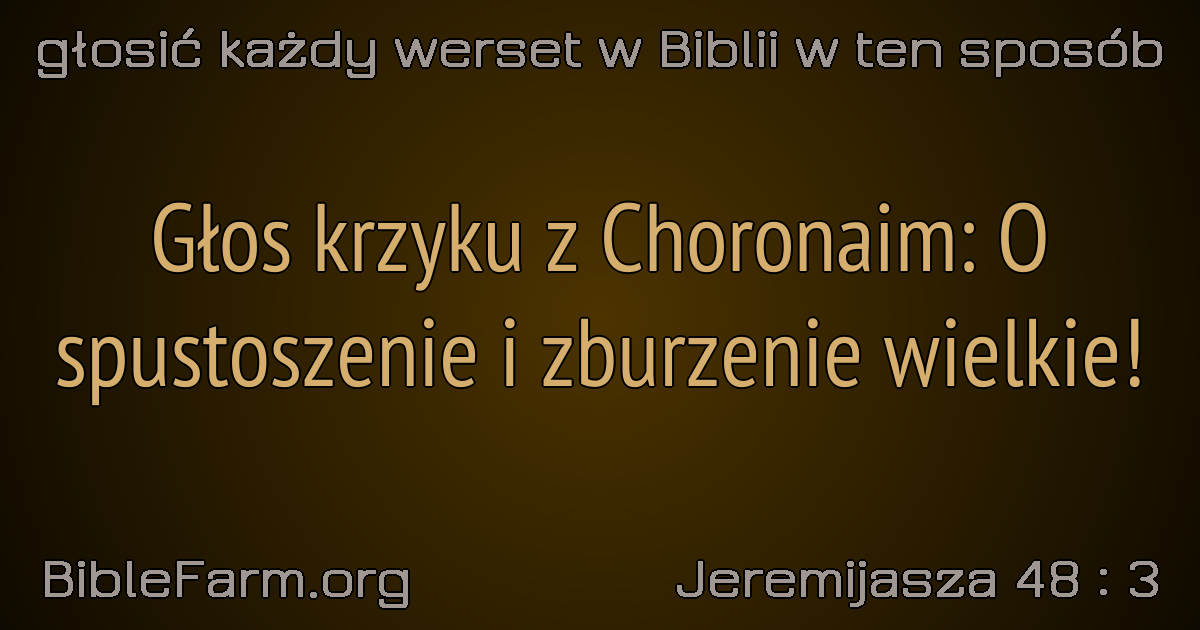 głosić każdy werset w Biblii w ten sposób
Głos krzyku z Choronaim: O
spustoszenie i zburzenie wielkie!
BibleFarm.org
Jeremijasza 48 : 3